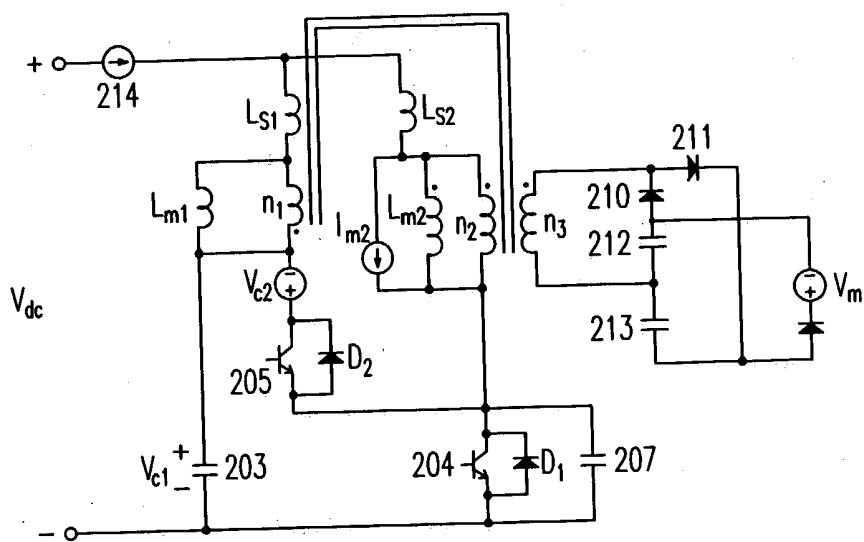 +
214
L_S1
L_S2
211
L_m1
n_1
I_m2
L_m2
n_2
n_3
210
212
V_dc
V_c2
−
+
213
−
+
V_m
205
D_2
V_c1
+
−
203
204
D_1
207
−